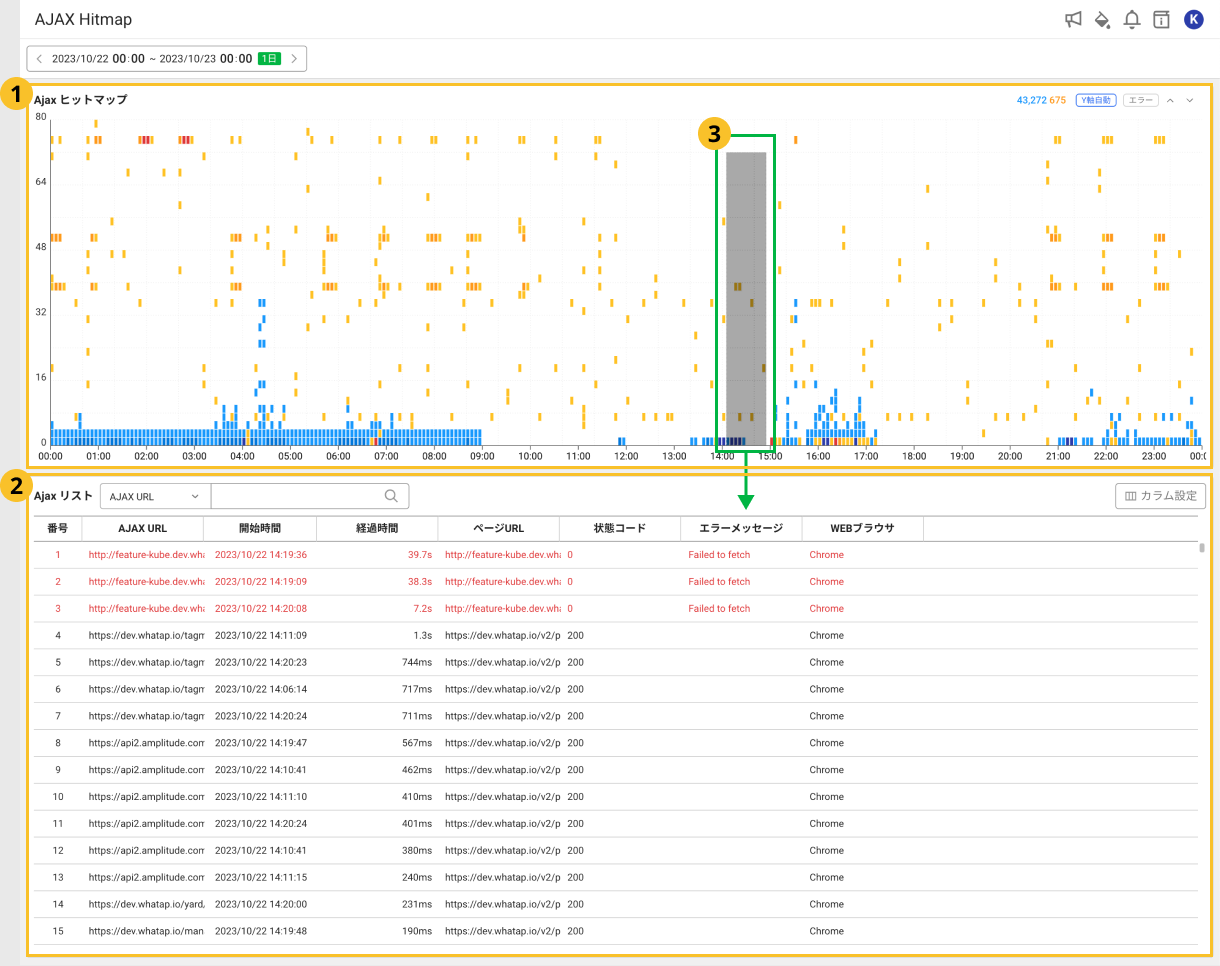 AJAX Hitmap
K
2023/10/22 00:00 ~ 2023/10/23 00:00 1日
1
Ajax ヒットマップ
43,272 675 Y軸自動 エラー
3
80
64
48
32
16
0
00:00 01:00 02:00 03:00 04:00 05:00 06:00 07:00 08:00 09:00 10:00 11:00 12:00 13:00 14:00 15:00 16:00 17:00 18:00 19:00 20:00 21:00 22:00 23:00 00:(
2
Ajax リスト AJAX URL カラム設定
番号 AJAX URL 開始時間 経過時間 ページURL 状態コード エラーメッセージ WEBブラウザ
1 http://feature-kube.dev.wha 2023/10/22 14:19:36 39.7s http://feature-kube.dev.wha 0 Failed to fetch Chrome
2 http://feature-kube.dev.wha 2023/10/22 14:19:09 38.3s http://feature-kube.dev.wha 0 Failed to fetch Chrome
3 http://feature-kube.dev.wha 2023/10/22 14:20:08 7.2s http://feature-kube.dev.wha 0 Failed to fetch Chrome
4 https://dev.whatap.io/tagm 2023/10/22 14:11:09 1.3s https://dev.whatap.io/v2/p 200 Chrome
5 https://dev.whatap.io/tagm 2023/10/22 14:20:23 744ms https://dev.whatap.io/v2/p 200 Chrome
6 https://dev.whatap.io/tagm 2023/10/22 14:06:14 717ms https://dev.whatap.io/v2/p 200 Chrome
7 https://dev.whatap.io/tagm 2023/10/22 14:20:24 711ms https://dev.whatap.io/v2/p 200 Chrome
8 https://api2.amplitude.com 2023/10/22 14:19:47 567ms https://dev.whatap.io/v2/p 200 Chrome
9 https://api2.amplitude.com 2023/10/22 14:10:41 462ms https://dev.whatap.io/v2/p 200 Chrome
10 https://api2.amplitude.com 2023/10/22 14:11:10 410ms https://dev.whatap.io/v2/p 200 Chrome
11 https://api2.amplitude.com 2023/10/22 14:20:24 401ms https://dev.whatap.io/v2/p 200 Chrome
12 https://api2.amplitude.com 2023/10/22 14:10:41 380ms https://dev.whatap.io/v2/p 200 Chrome
13 https://api2.amplitude.com 2023/10/22 14:11:15 240ms https://dev.whatap.io/v2/p 200 Chrome
14 https://dev.whatap.io/yard, 2023/10/22 14:20:00 231ms https://dev.whatap.io/v2/p 200 Chrome
15 https://dev.whatap.io/man 2023/10/22 14:19:48 190ms https://dev.whatap.io/v2/p 200 Chrome